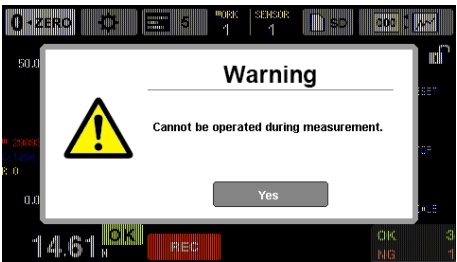 0 ZERO
5
WORK
1
SENSOR
1
SD
50.0
Warning
Cannot be operated during measurement.
Yes
0.0
14.61 N
OK
REC
OK 3
NG 1